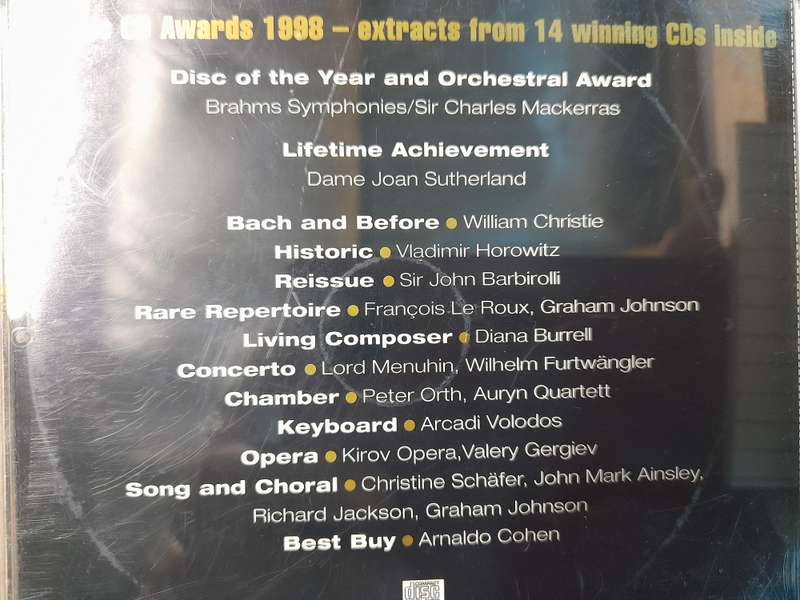 CD Awards 1998 – extracts from 14 winning CDs inside
Disc of the Year and Orchestral Award
Brahms Symphonies/Sir Charles Mackerras
Lifetime Achievement
Dame Joan Sutherland
Bach and Before ● William Christie
Historic ● Vladimir Horowitz
Reissue ● Sir John Barbirolli
Rare Repertoire ● François Le Roux, Graham Johnson
Living Composer ● Diana Burrell
Concerto ● Lord Menuhin, Wilhelm Furtwängler
Chamber ● Peter Orth, Auryn Quartett
Keyboard ● Arcadi Volodos
Opera ● Kirov Opera,Valery Gergiev
Song and Choral ● Christine Schäfer, John Mark Ainsley,
Richard Jackson, Graham Johnson
Best Buy ● Arnaldo Cohen
COMPACT
disc